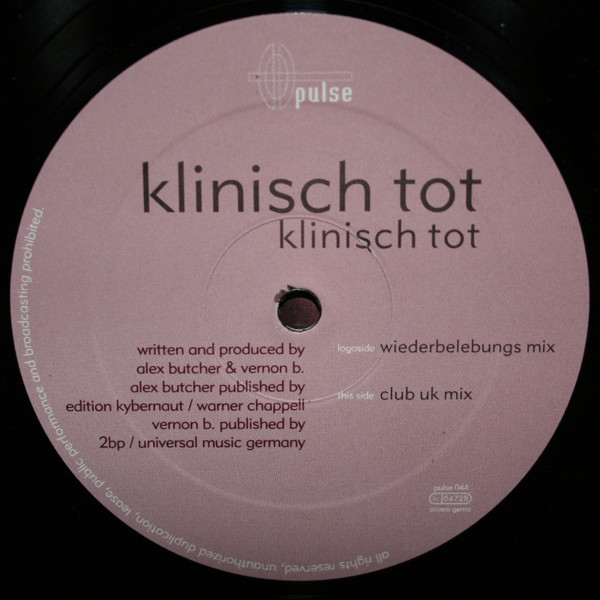 pulse
klinisch tot
klinisch tot
written and produced by
alex butcher & vernon b.
alex butcher published by
edition kybernaut / warner chappell
vernon b. published by
2bp / universal music germany
logoside wiederbelebungs mix
this side club uk mix
pulse 044
LC 04725
all rights reserved, unauthorized duplication, lease, public performance and broadcasting prohibited.